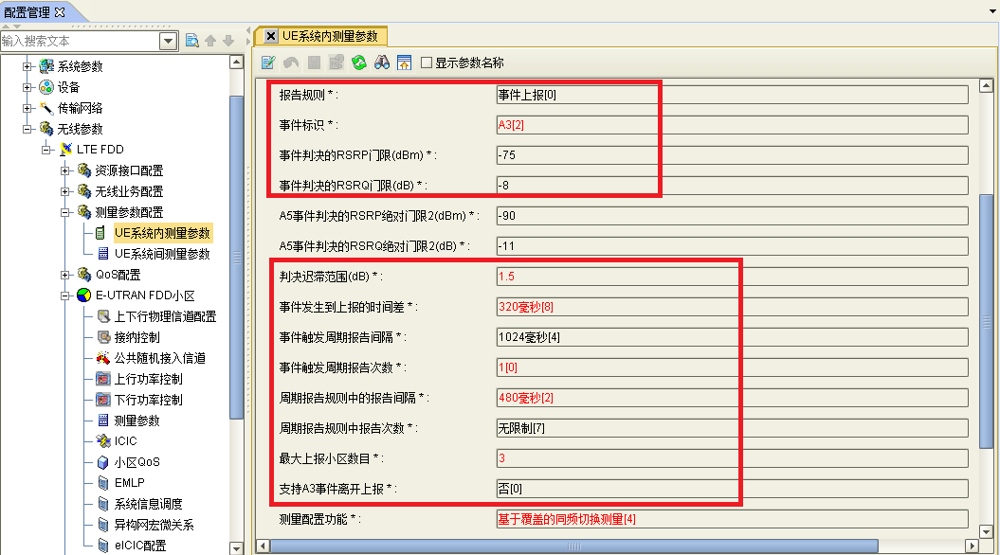 配置管理
输入搜索文本
系统参数
设备
传输网络
无线参数
LTE FDD
资源接口配置
无线业务配置
测量参数配置
UE系统内测量参数
UE系统间测量参数
QoS配置
E-UTRAN FDD小区
上下行物理信道配置
接纳控制
公共随机接入信道
上行功率控制
下行功率控制
测量参数
ICIC
小区QoS
EMLP
系统信息调度
异构网宏微关系
eICIC配置
UE系统内测量参数
显示参数名称
报告规则 * : 事件上报[0]
事件标识 * : A3[2]
事件判决的RSRP门限(dBm) * : -75
事件判决的RSRQ门限(dB) * : -8
A5事件判决的RSRP绝对门限2(dBm) * : -90
A5事件判决的RSRQ绝对门限2(dB) * : -11
判决迟滞范围(dB) * : 1.5
事件发生到上报的时间差 * : 320毫秒[8]
事件触发周期报告间隔 * : 1024毫秒[4]
事件触发周期报告次数 * : 1[0]
周期报告规则中的报告间隔 * : 480毫秒[2]
周期报告规则中报告次数 * : 无限制[7]
最大上报小区数目 * : 3
支持A3事件离开上报 * : 否[0]
测量配置功能 * : 基于覆盖的同频切换测量[4]